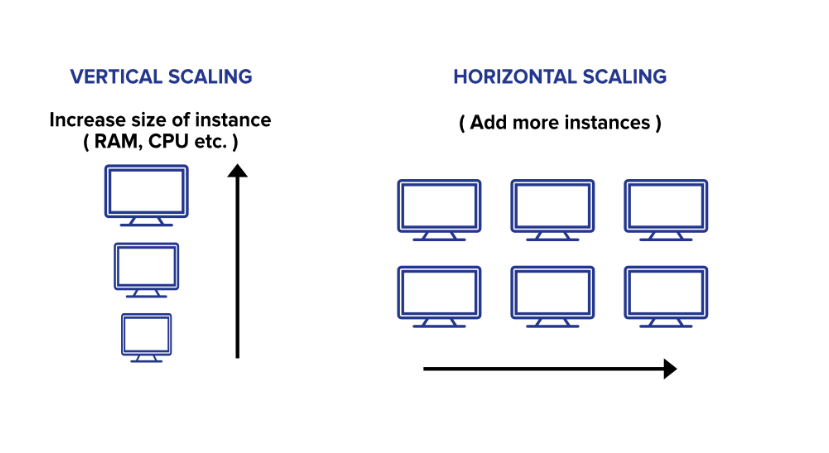 VERTICAL SCALING
Increase size of instance
( RAM, CPU etc. )
HORIZONTAL SCALING
( Add more instances )